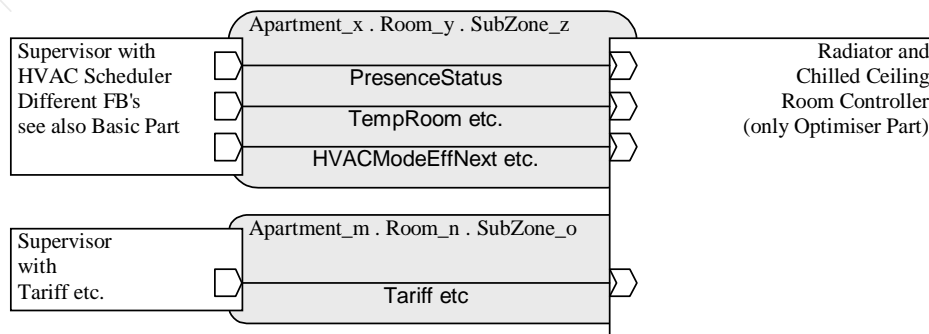 Apartment_x . Room_y . SubZone_z
Supervisor with
HVAC Scheduler
Different FB's
see also Basic Part
PresenceStatus
TempRoom etc.
HVACModeEffNext etc.
Radiator and
Chilled Ceiling
Room Controller
(only Optimiser Part)
Apartment_m . Room_n . SubZone_o
Supervisor
with
Tariff etc.
Tariff etc